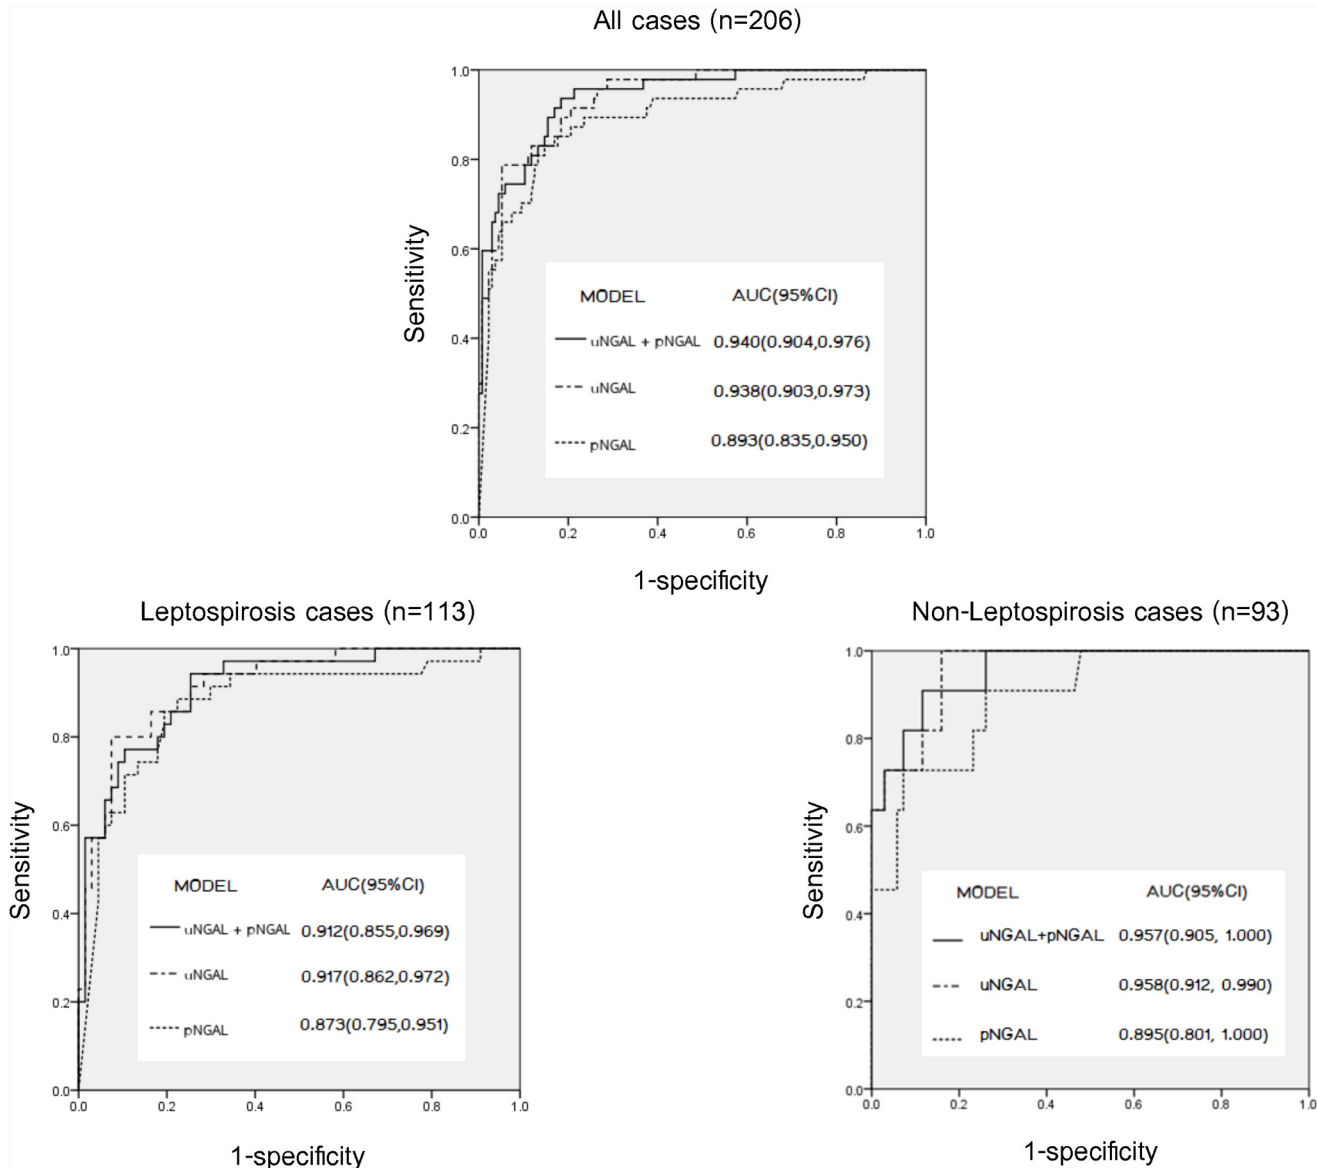 All cases (n=206)
1.0
0.8
0.6
0.4
0.2
0.0
0.0 0.2 0.4 0.6 0.8 1.0
Sensitivity
1-specificity
MODEL AUC(95%CI)
uNGAL + pNGAL 0.940(0.904,0.976)
uNGAL 0.938(0.903,0.973)
pNGAL 0.893(0.835,0.950)
Leptospirosis cases (n=113)
1.0
0.8
0.6
0.4
0.2
0.0
0.0 0.2 0.4 0.6 0.8 1.0
Sensitivity
1-specificity
MODEL AUC(95%CI)
uNGAL + pNGAL 0.912(0.855,0.969)
uNGAL 0.917(0.862,0.972)
pNGAL 0.873(0.795,0.951)
Non-Leptospirosis cases (n=93)
1.0
0.8
0.6
0.4
0.2
0.0
0.0 0.2 0.4 0.6 0.8 1.0
Sensitivity
1-specificity
MODEL AUC(95%CI)
uNGAL+pNGAL 0.957(0.905, 1.000)
uNGAL 0.958(0.912, 0.990)
pNGAL 0.895(0.801, 1.000)